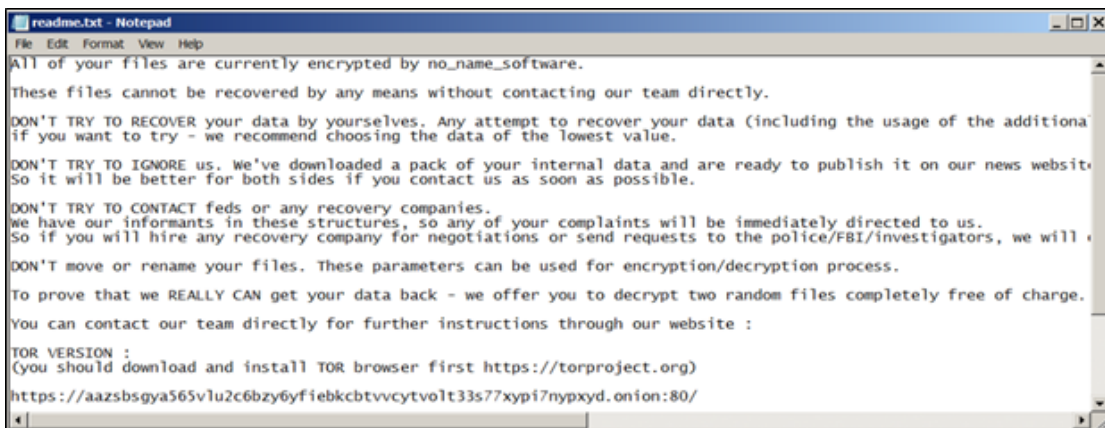 readme.txt - Notepad
File Edit Format View Help
All of your files are currently encrypted by no_name_software.
These files cannot be recovered by any means without contacting our team directly.
DON'T TRY TO RECOVER your data by yourselves. Any attempt to recover your data (including the usage of the additiona
if you want to try - we recommend choosing the data of the lowest value.
DON'T TRY TO IGNORE us. We've downloaded a pack of your internal data and are ready to publish it on our news website
So it will be better for both sides if you contact us as soon as possible.
DON'T TRY TO CONTACT feds or any recovery companies.
We have our informants in these structures, so any of your complaints will be immediately directed to us.
So if you will hire any recovery company for negotiations or send requests to the police/FBI/investigators, we will
DON'T move or rename your files. These parameters can be used for encryption/decryption process.
To prove that we REALLY CAN get your data back - we offer you to decrypt two random files completely free of charge.
You can contact our team directly for further instructions through our website :
TOR VERSION :
(you should download and install TOR browser first https://torproject.org)
https://aazsbsgya565vlu2c6bzy6yfiebkcbtvvcytvolt33s77xypi7nypxyd.onion:80/